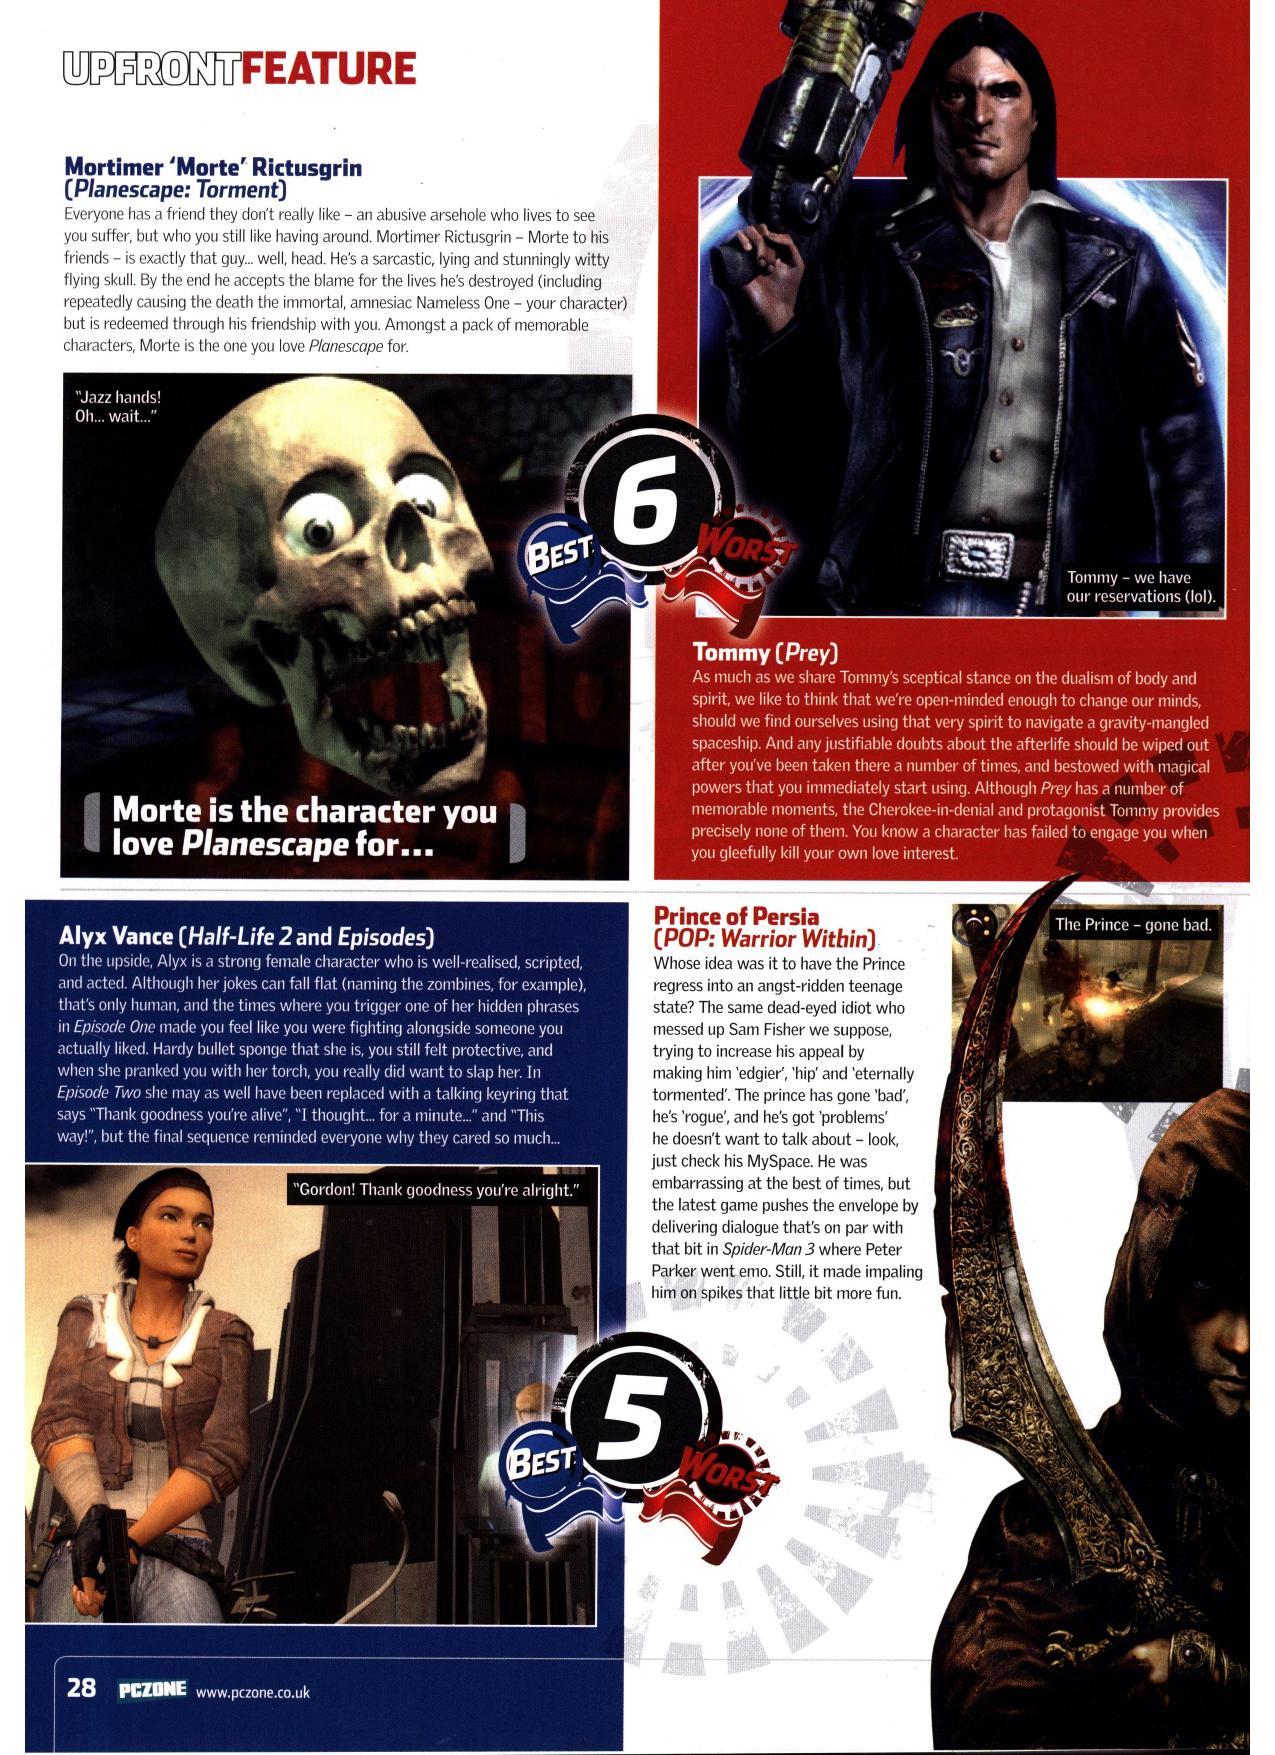 UPFRONTFEATURE
Mortimer ‘Morte’ Rictusgrin
(Planescape: Torment)
Everyone has a friend they don’t really like – an abusive arsehole who lives to see
you suffer, but who you still like having around. Mortimer Rictusgrin – Morte to his
friends – is exactly that guy... well, head. He’s a sarcastic, lying and stunningly witty
flying skull. By the end he accepts the blame for the lives he’s destroyed (including
repeatedly causing the death the immortal, amnesiac Nameless One – your character)
but is redeemed through his friendship with you. Amongst a pack of memorable
characters, Morte is the one you love Planescape for.
“Jazz hands!
Oh... wait...”
Morte is the character you
love Planescape for...
6
BEST
WORST
Tommy – we have
our reservations (lol).
Tommy (Prey)
As much as we share Tommy’s sceptical stance on the dualism of body and
spirit, we like to think that we’re open-minded enough to change our minds,
should we find ourselves using that very spirit to navigate a gravity-mangled
spaceship. And any justifiable doubts about the afterlife should be wiped out
after you’ve been taken there a number of times, and bestowed with magical
powers that you immediately start using. Although Prey has a number of
memorable moments, the Cherokee-in-denial and protagonist Tommy provides
precisely none of them. You know a character has failed to engage you when
you gleefully kill your own love interest.
Alyx Vance (Half-Life 2 and Episodes)
On the upside, Alyx is a strong female character who is well-realised, scripted,
and acted. Although her jokes can fall flat (naming the zombines, for example),
that’s only human, and the times where you trigger one of her hidden phrases
in Episode One made you feel like you were fighting alongside someone you
actually liked. Hardy bullet sponge that she is, you still felt protective, and
when she pranked you with her torch, you really did want to slap her. In
Episode Two she may as well have been replaced with a talking keyring that
says “Thank goodness you’re alive”, “I thought... for a minute...” and “This
way!”, but the final sequence reminded everyone why they cared so much...
“Gordon! Thank goodness you’re alright.”
5
BEST
WORST
Prince of Persia
(POP: Warrior Within)
Whose idea was it to have the Prince
regress into an angst-ridden teenage
state? The same dead-eyed idiot who
messed up Sam Fisher we suppose,
trying to increase his appeal by
making him ‘edgier’, ‘hip’ and ‘eternally
tormented’. The prince has gone ‘bad’,
he’s ‘rogue’, and he’s got ‘problems’
he doesn’t want to talk about – look,
just check his MySpace. He was
embarrassing at the best of times, but
the latest game pushes the envelope by
delivering dialogue that’s on par with
that bit in Spider-Man 3 where Peter
Parker went emo. Still, it made impaling
him on spikes that little bit more fun.
The Prince – gone bad.
28 PCZONE www.pczone.co.uk